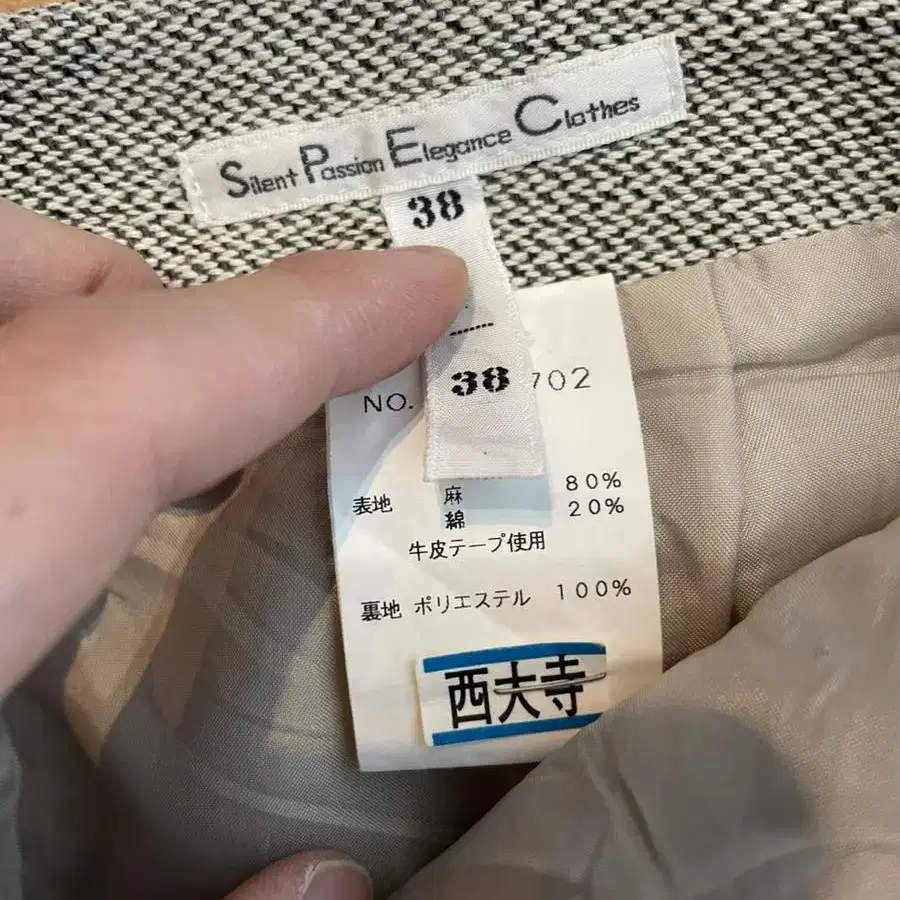 Silent Passion Elegance Clothes
38
38
NO. 702
表地 麻 80%
綿 20%
牛皮テープ使用
裏地 ポリエステル 100%
西大寺